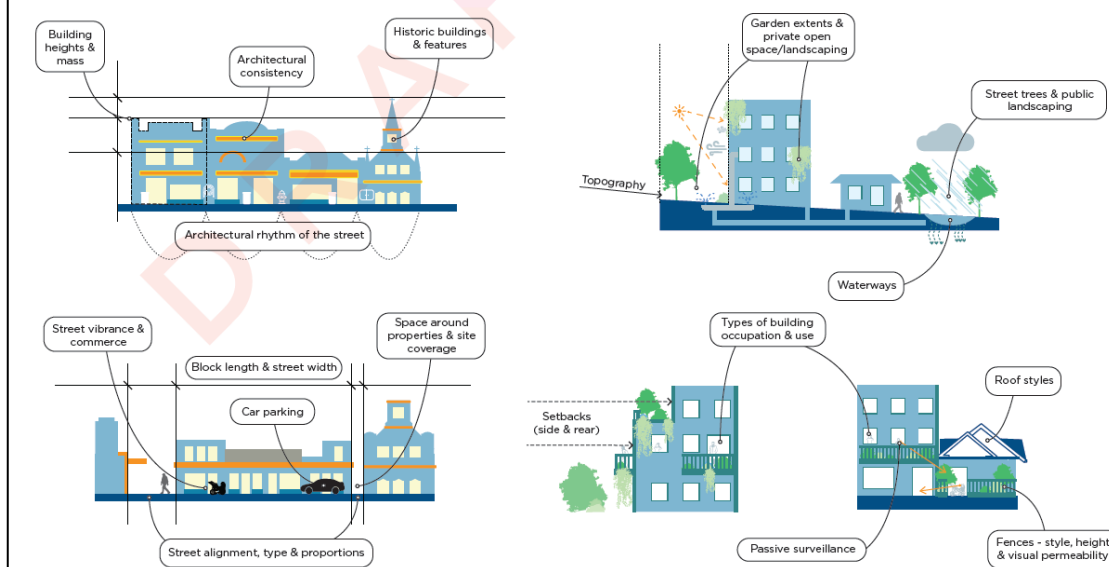 Building
heights &
mass
Architectural
consistency
Historic buildings
& features
Architectural rhythm of the street
Garden extents &
private open
space/landscaping
Street trees & public
landscaping
Topography
Waterways
Street vibrance &
commerce
Block length & street width
Space around
properties & site
coverage
Car parking
Street alignment, type & proportions
Types of building
occupation & use
Setbacks
(side & rear)
Roof styles
Passive surveillance
Fences - style, height
& visual permeability
DRA